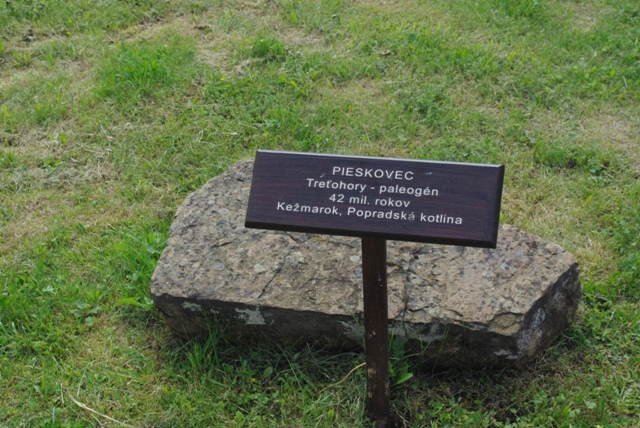 PIESKOVEC
Treťohory - paleogén
42 mil. rokov
Kežmarok, Popradská kotlina